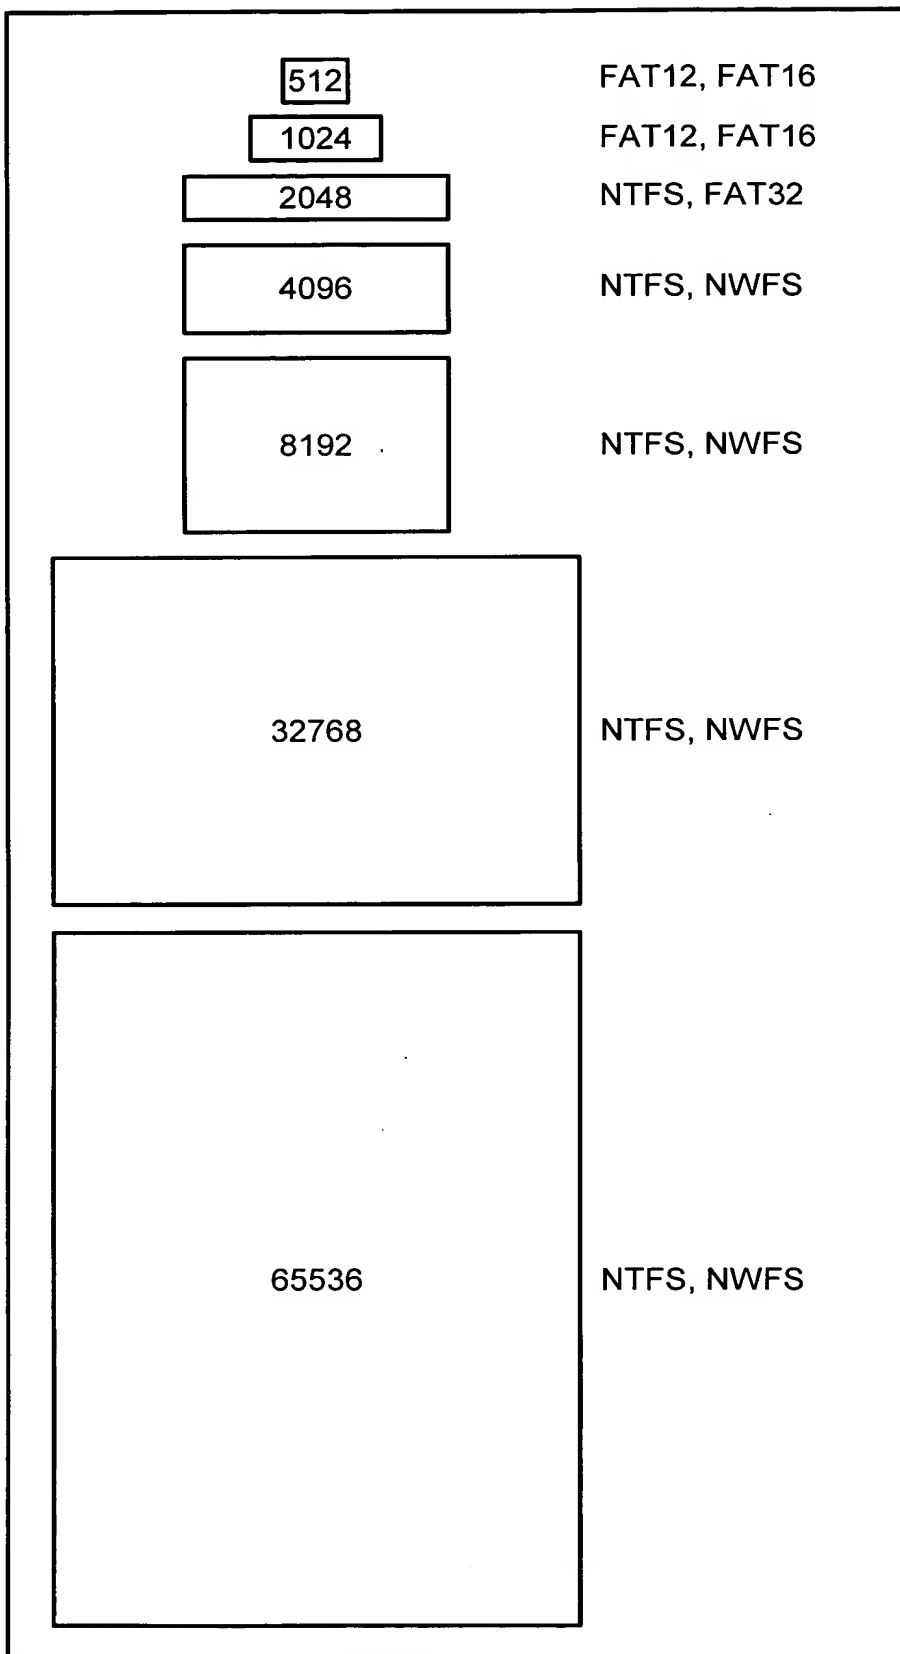 512 FAT12, FAT16
1024 FAT12, FAT16
2048 NTFS, FAT32
4096 NTFS, NWFS
8192 NTFS, NWFS
32768 NTFS, NWFS
65536 NTFS, NWFS